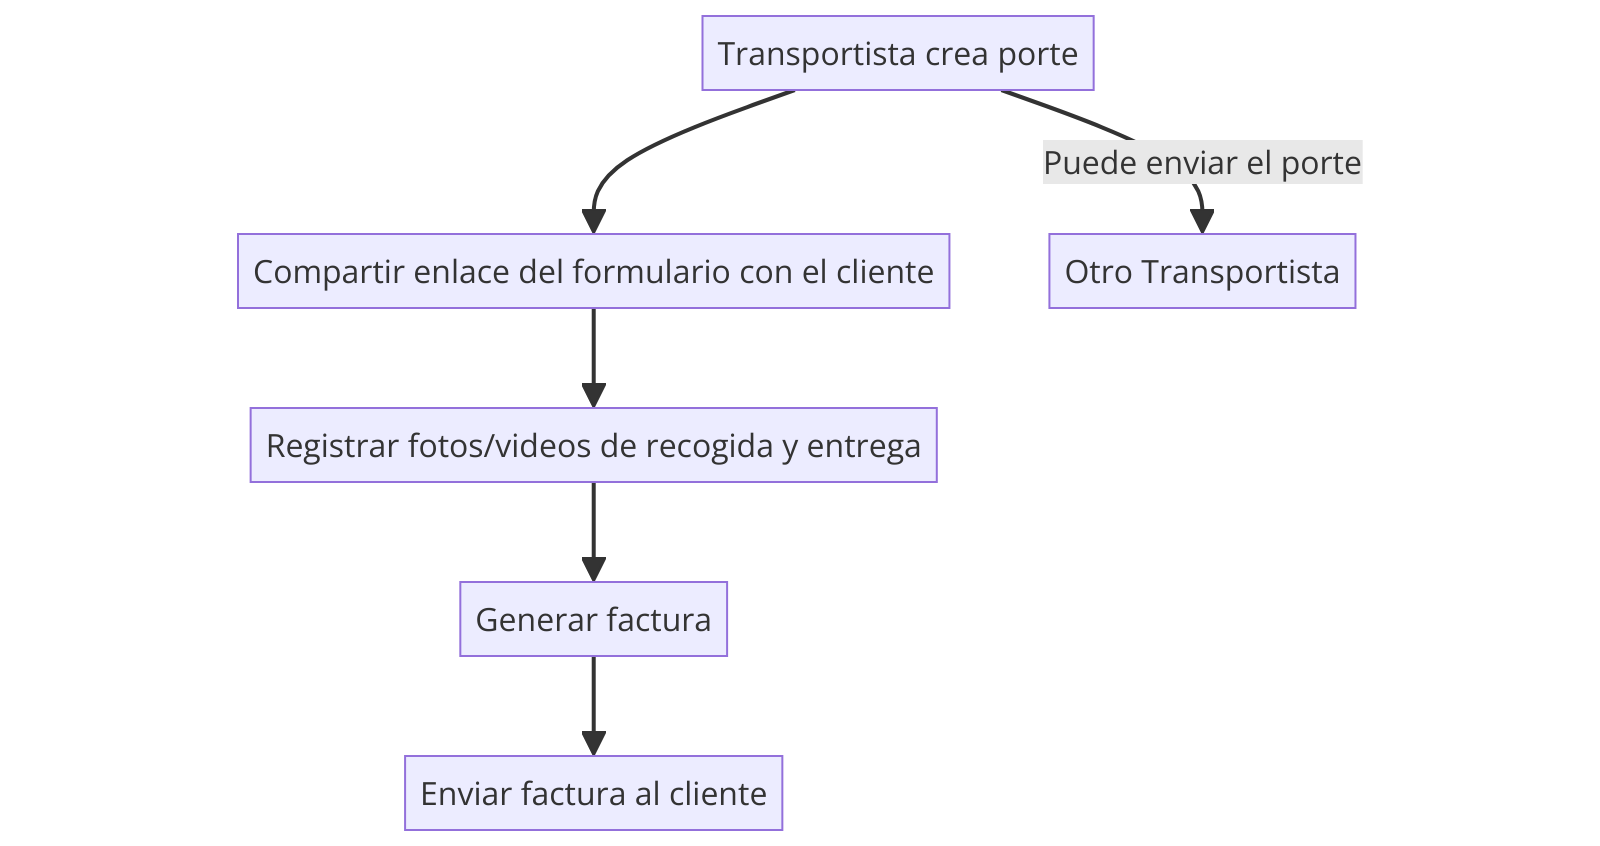 Transportista crea porte
Puede enviar el porte
Compartir enlace del formulario con el cliente
Otro Transportista
Registrar fotos/videos de recogida y entrega
Generar factura
Enviar factura al cliente